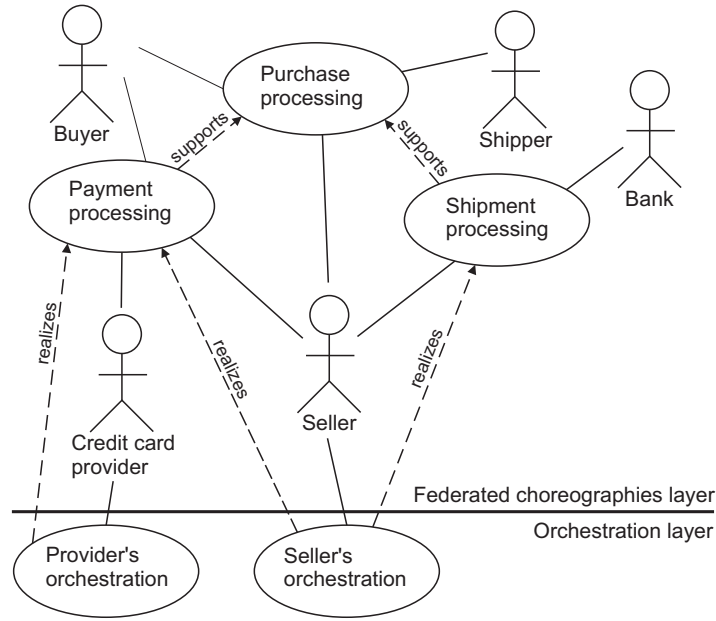 Purchase
processing
Buyer
Shipper
supports
supports
Payment
processing
Shipment
processing
Bank
realizes
realizes
realizes
Seller
Credit card
provider
Federated choreographies layer
Orchestration layer
Provider's
orchestration
Seller's
orchestration